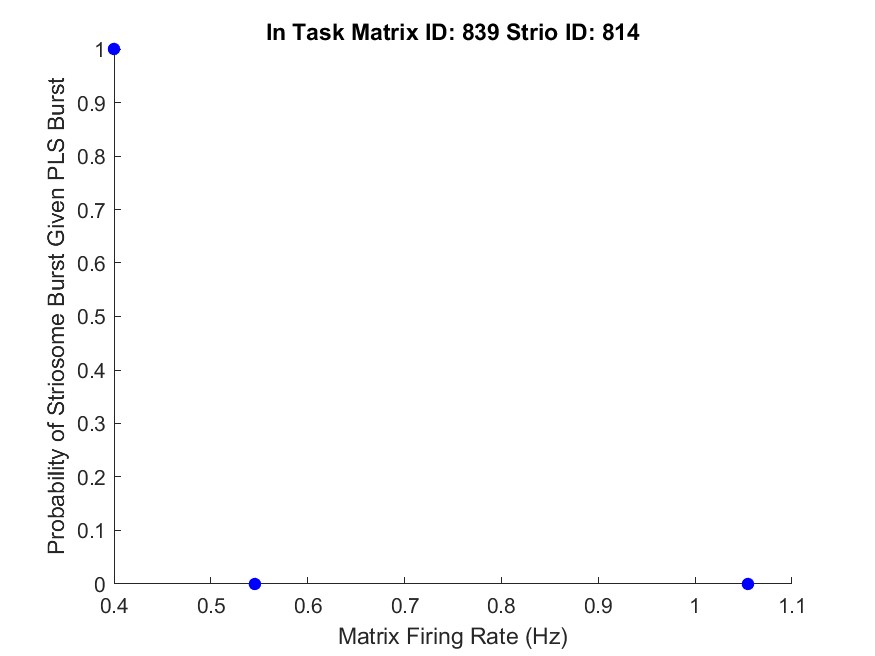 In Task Matrix ID: 839 Strio ID: 814
Probability of Striosome Burst Given PLS Burst
1
0.9
0.8
0.7
0.6
0.5
0.4
0.3
0.2
0.1
0
0.4 0.5 0.6 0.7 0.8 0.9 1 1.1
Matrix Firing Rate (Hz)